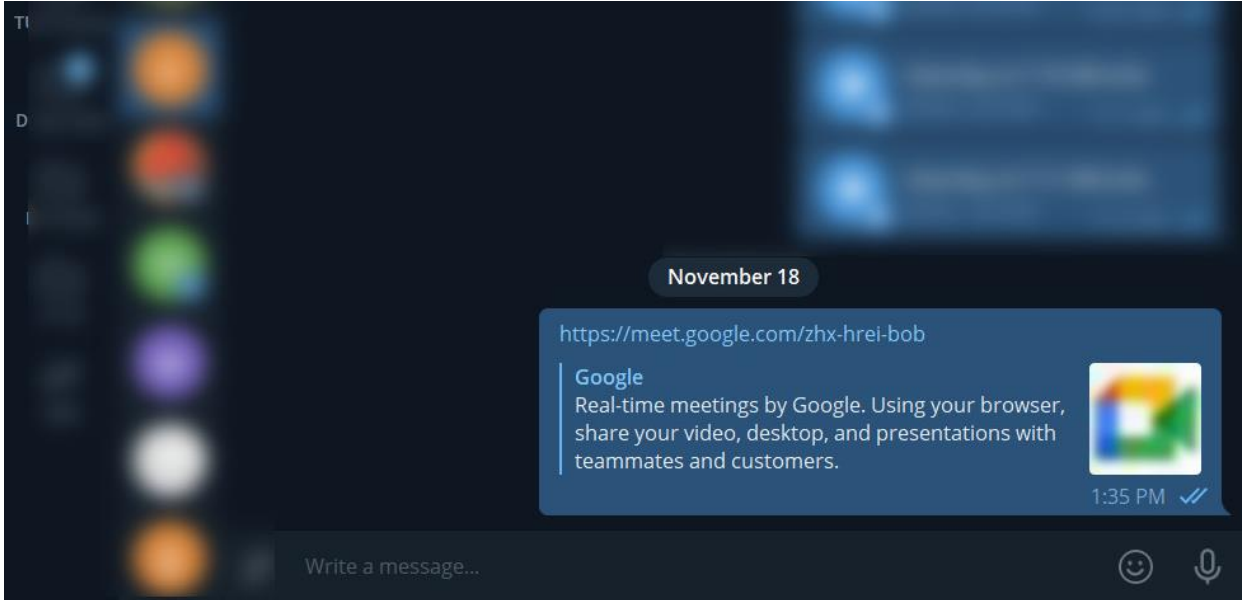 TU
D
November 18
https://meet.google.com/zhx-hrei-bob
Google
Real-time meetings by Google. Using your browser,
share your video, desktop, and presentations with
teammates and customers.
1:35 PM
Write a message...